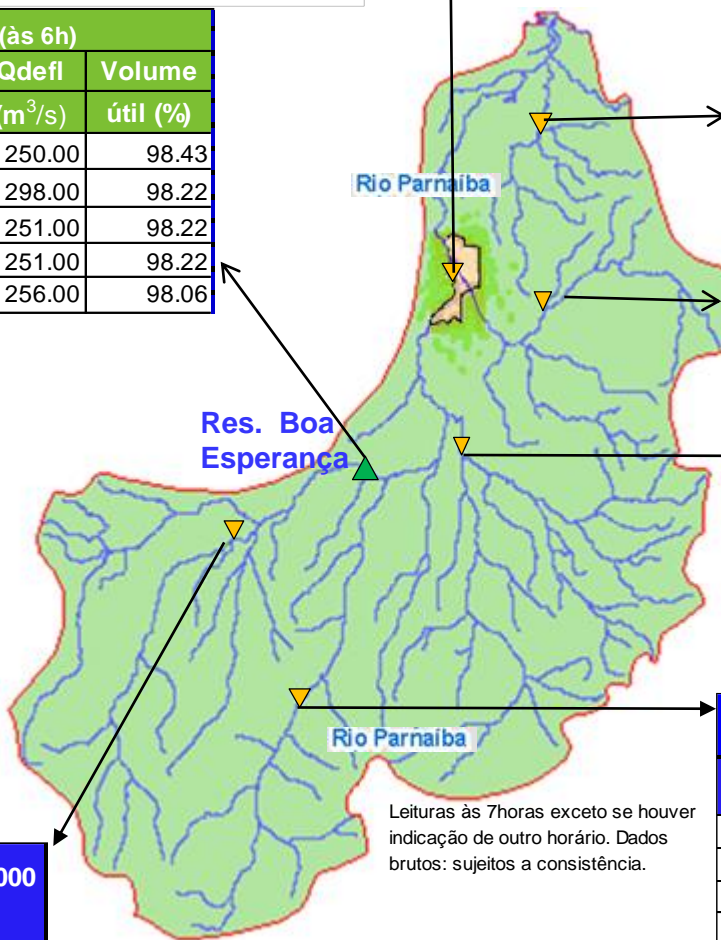 (às 6h)
Qdefl Volume
(m³/s) útil (%)
250.00 98.43
298.00 98.22
251.00 98.22
251.00 98.22
256.00 98.06
Rio Parnaíba
Res. Boa
Esperança
Rio Parnaíba
Leituras às 7horas exceto se houver
indicação de outro horário. Dados
brutos: sujeitos a consistência.
000